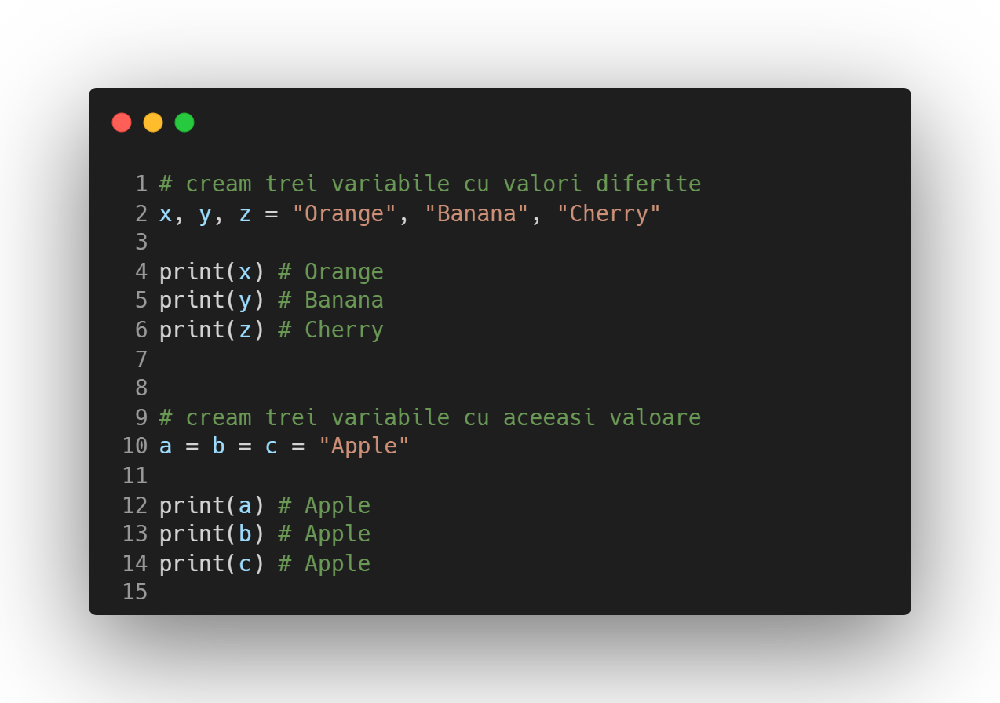 1 # cream trei variabile cu valori diferite
2 x, y, z = "Orange", "Banana", "Cherry"
3
4 print(x) # Orange
5 print(y) # Banana
6 print(z) # Cherry
7
8
9 # cream trei variabile cu aceeasi valoare
10 a = b = c = "Apple"
11
12 print(a) # Apple
13 print(b) # Apple
14 print(c) # Apple
15